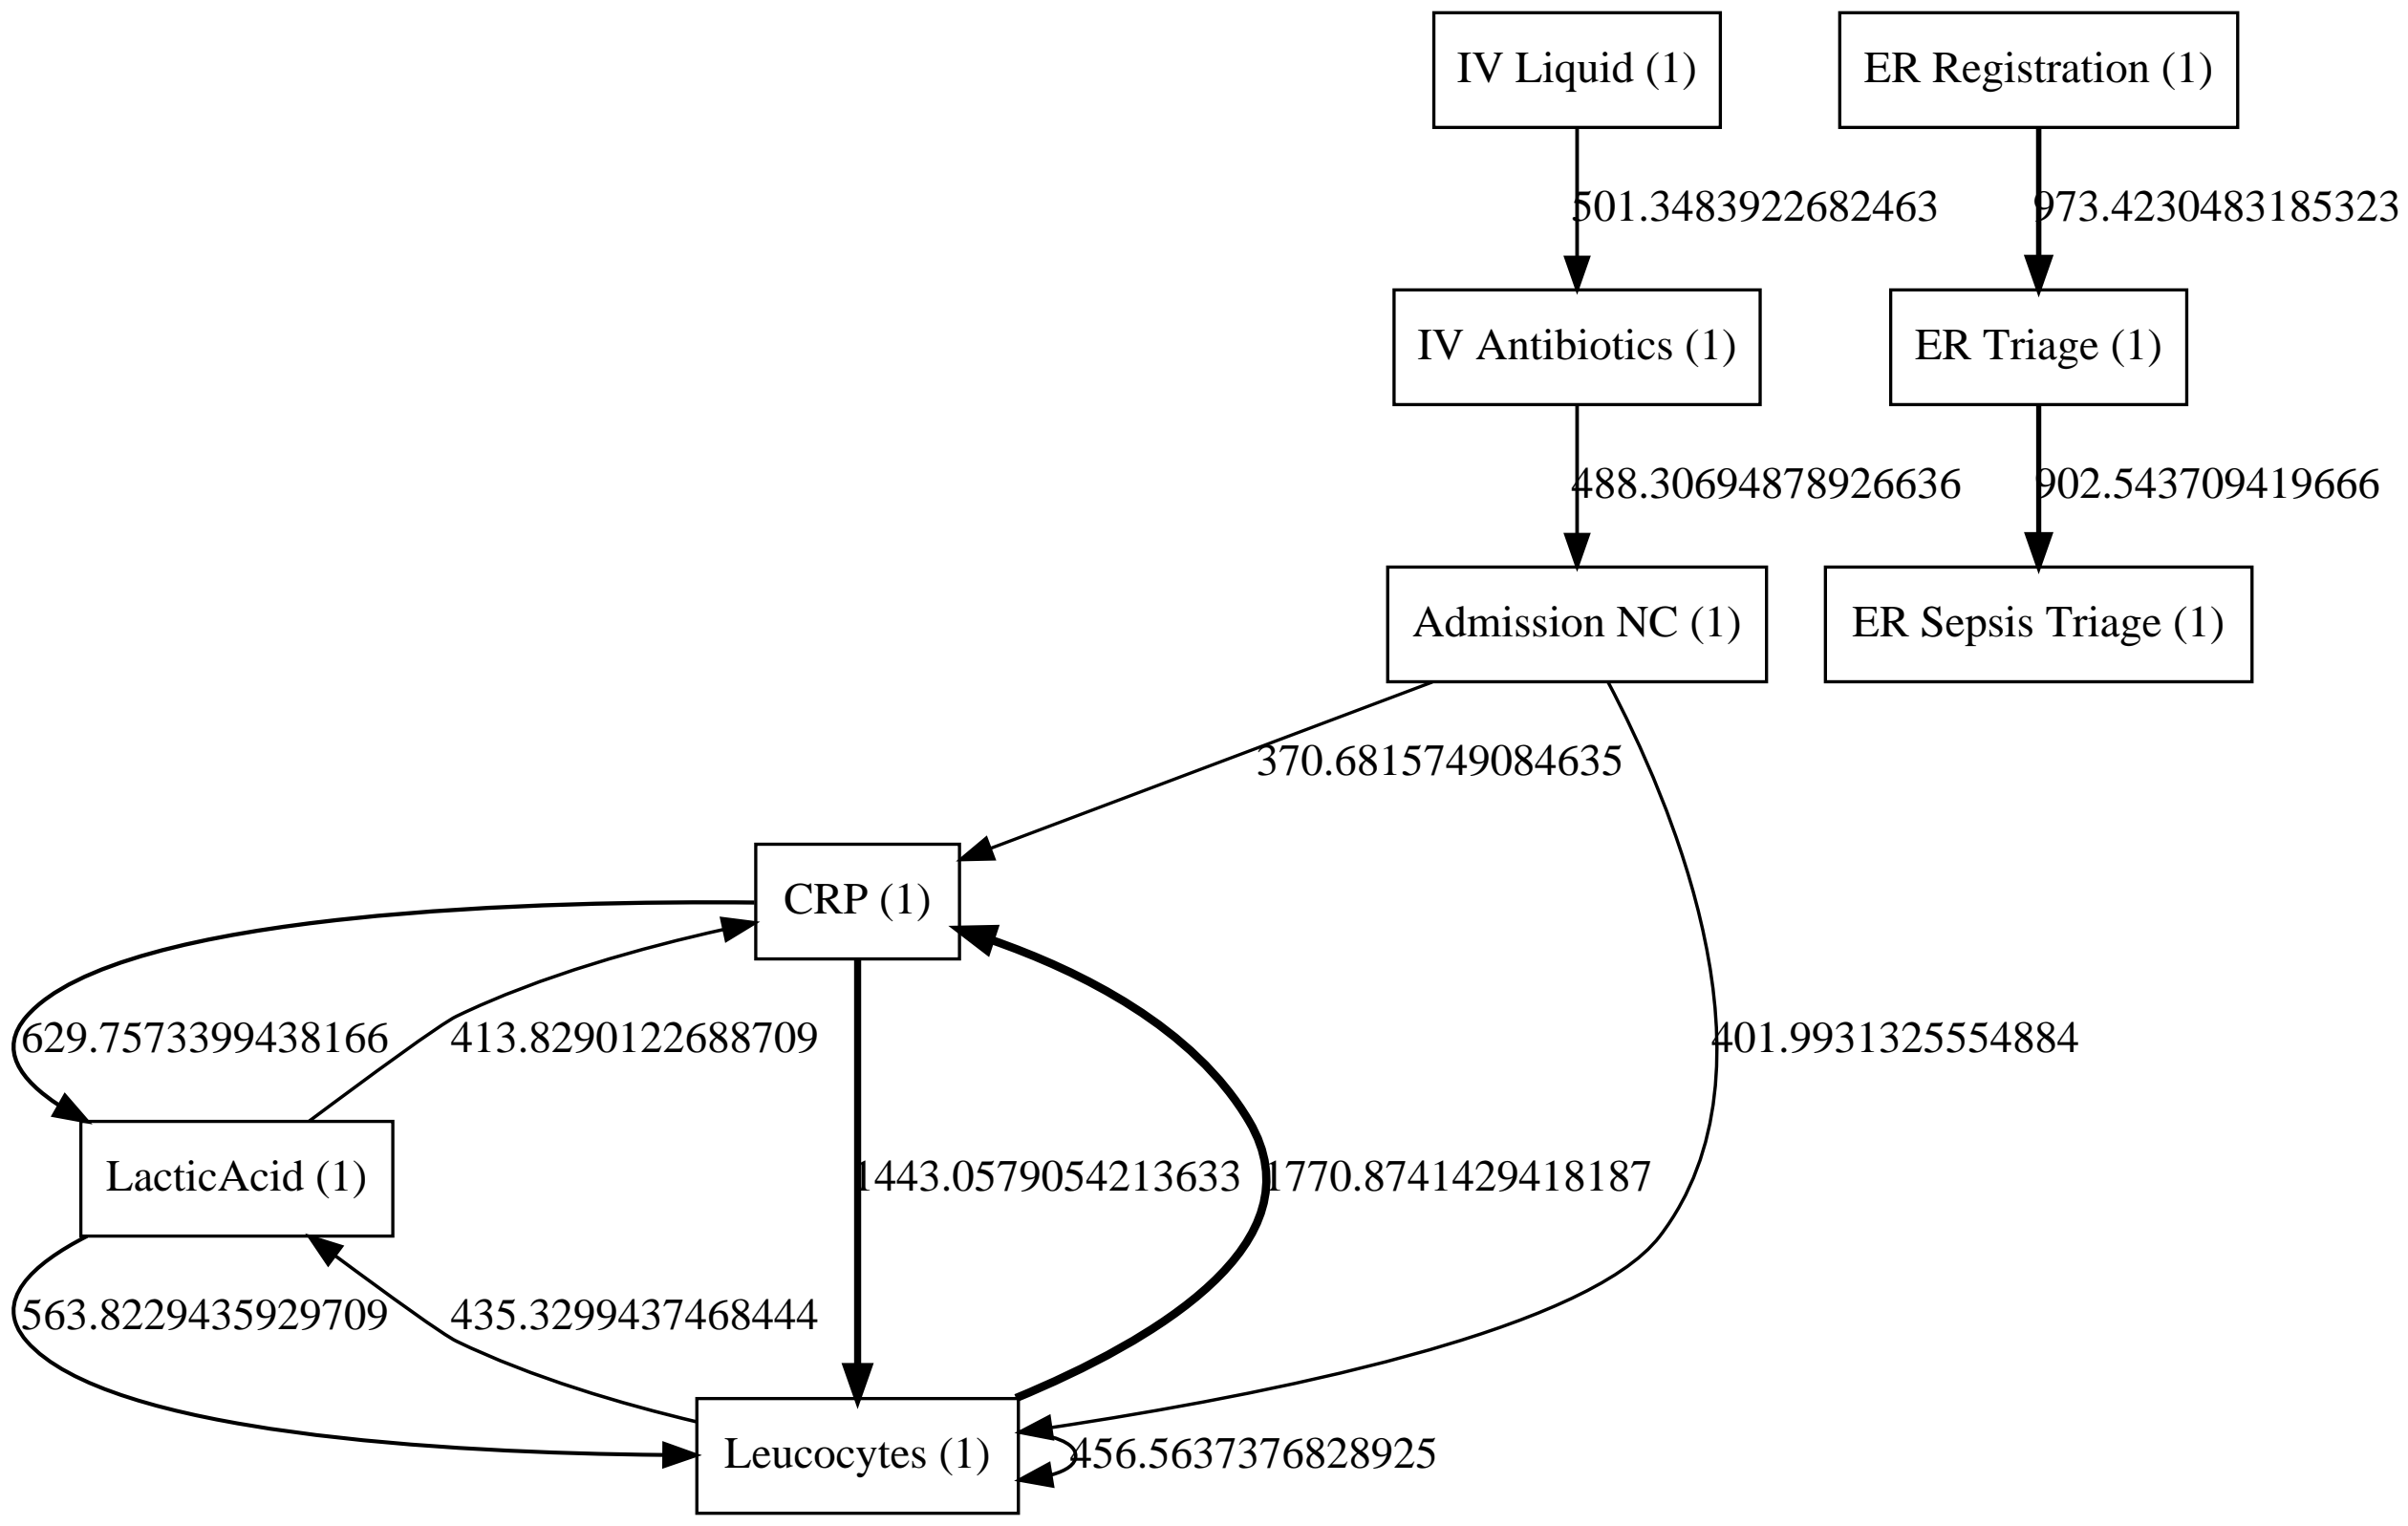 IV Liquid (1)
ER Registration (1)
501.3483922682463
973.4230483185323
IV Antibiotics (1)
ER Triage (1)
488.30694878926636
902.543709419666
Admission NC (1)
ER Sepsis Triage (1)
370.6815749084635
CRP (1)
629.7573399438166
413.8290122688709
401.9931325554884
LacticAcid (1)
1443.0579054213633
1770.8741429418187
563.8229435929709
435.3299437468444
Leucocytes (1)
456.5637376828925